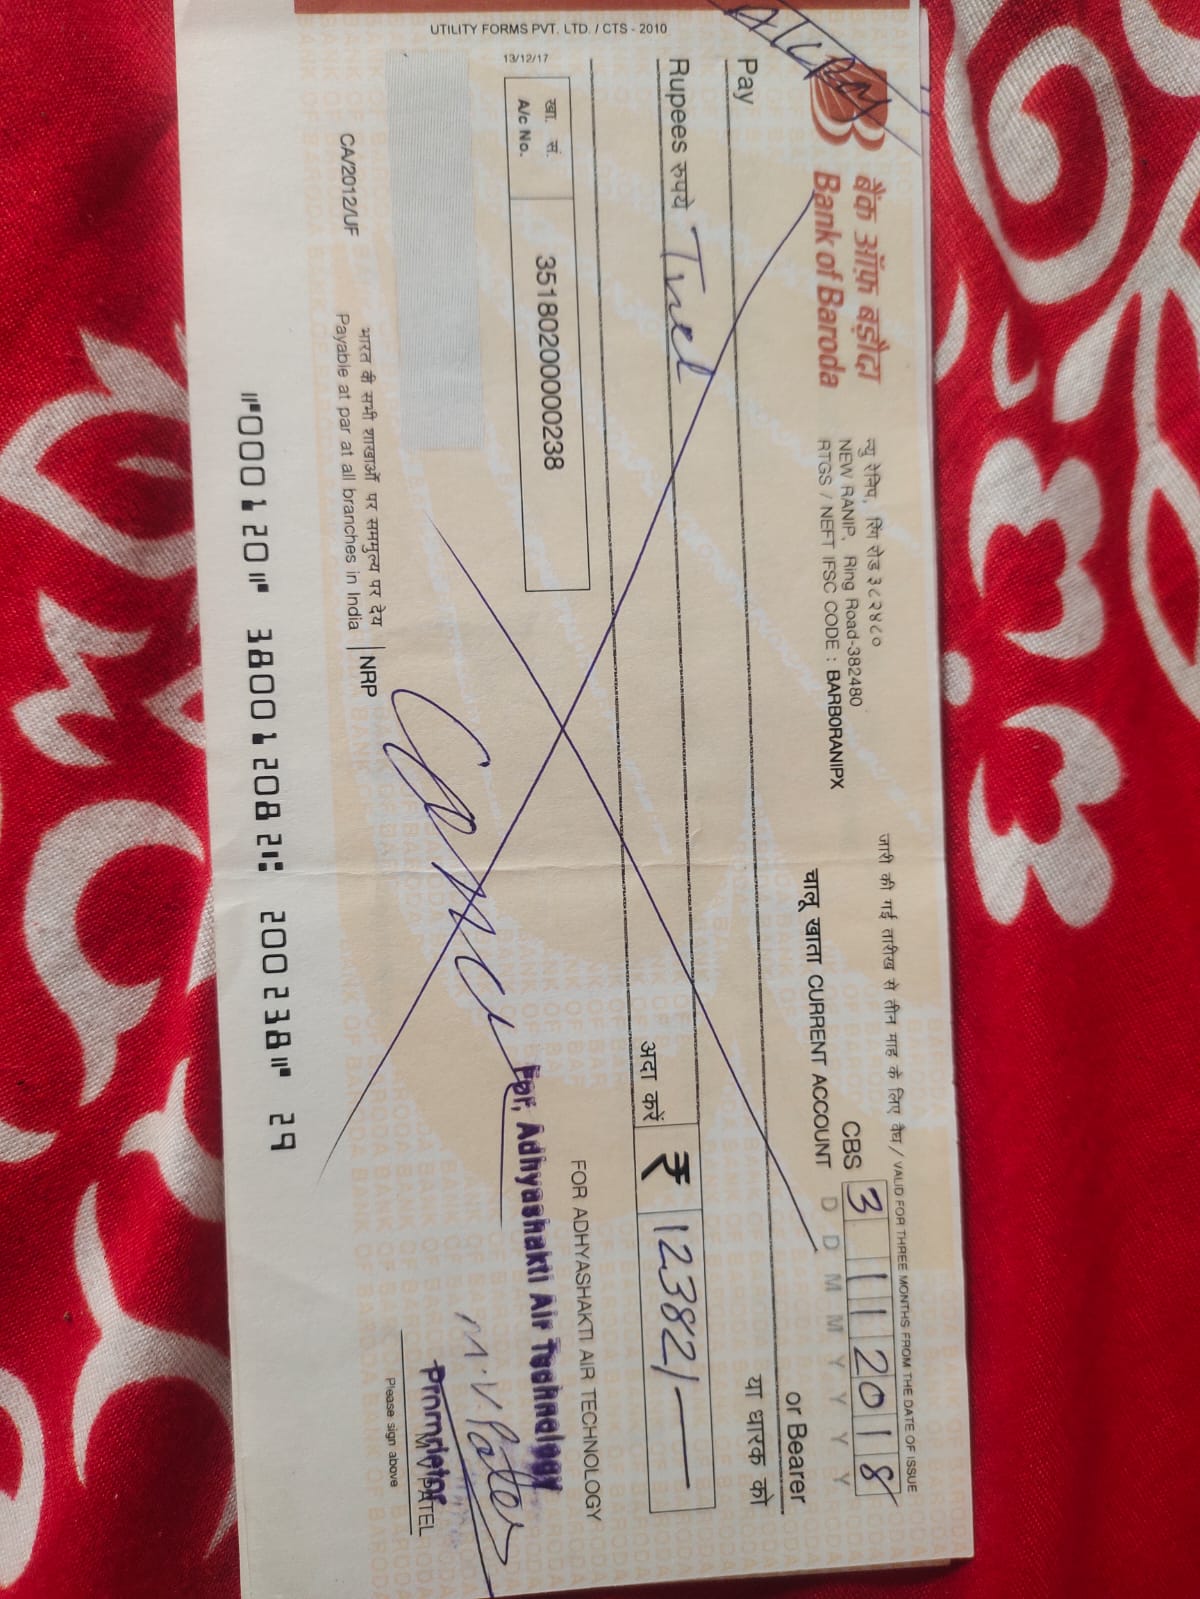 A/C Pay
बैंक ऑफ़ बड़ौदा
Bank of Baroda
न्यु रेनिप, रिंग रोड ३८२४८०
NEW RANIP, Ring Road-382480
RTGS / NEFT IFSC CODE : BARB0RANIPX
जारी की गई तारीख से तीन माह के लिए वैध / VALID FOR THREE MONTHS FROM THE DATE OF ISSUE
CBS 3 11 2018
D D M M Y Y Y Y
चालू खाता CURRENT ACCOUNT
Pay
or Bearer
या धारक को
Rupees रुपये
अदा करें ₹ 12382/-
खा. सं.
A/c No.
35180200000238
FOR ADHYASHAKTI AIR TECHNOLOGY
For, Adhyashakti Air Technology
M.V.Patel
Proprietor
M V PATEL
Please sign above
Cance
CA/2012/UF
भारत की सभी शाखाओं पर सममुल्य पर देय
Payable at par at all branches in India
NRP
UTILITY FORMS PVT. LTD. / CTS - 2010
13/12/17
⑈000120⑈ 380012082⑆ 200238⑈ 29